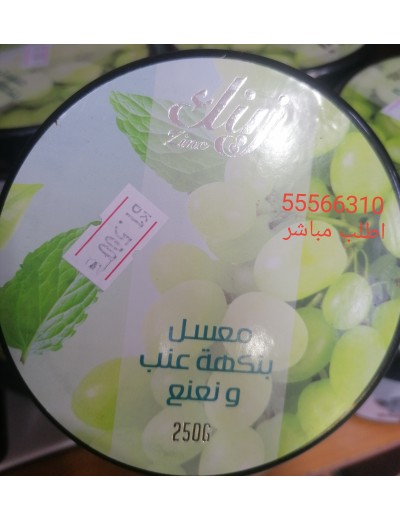 55566310
اطلب مباشر
معسل
بنكهة عنب
و نعنع
250G